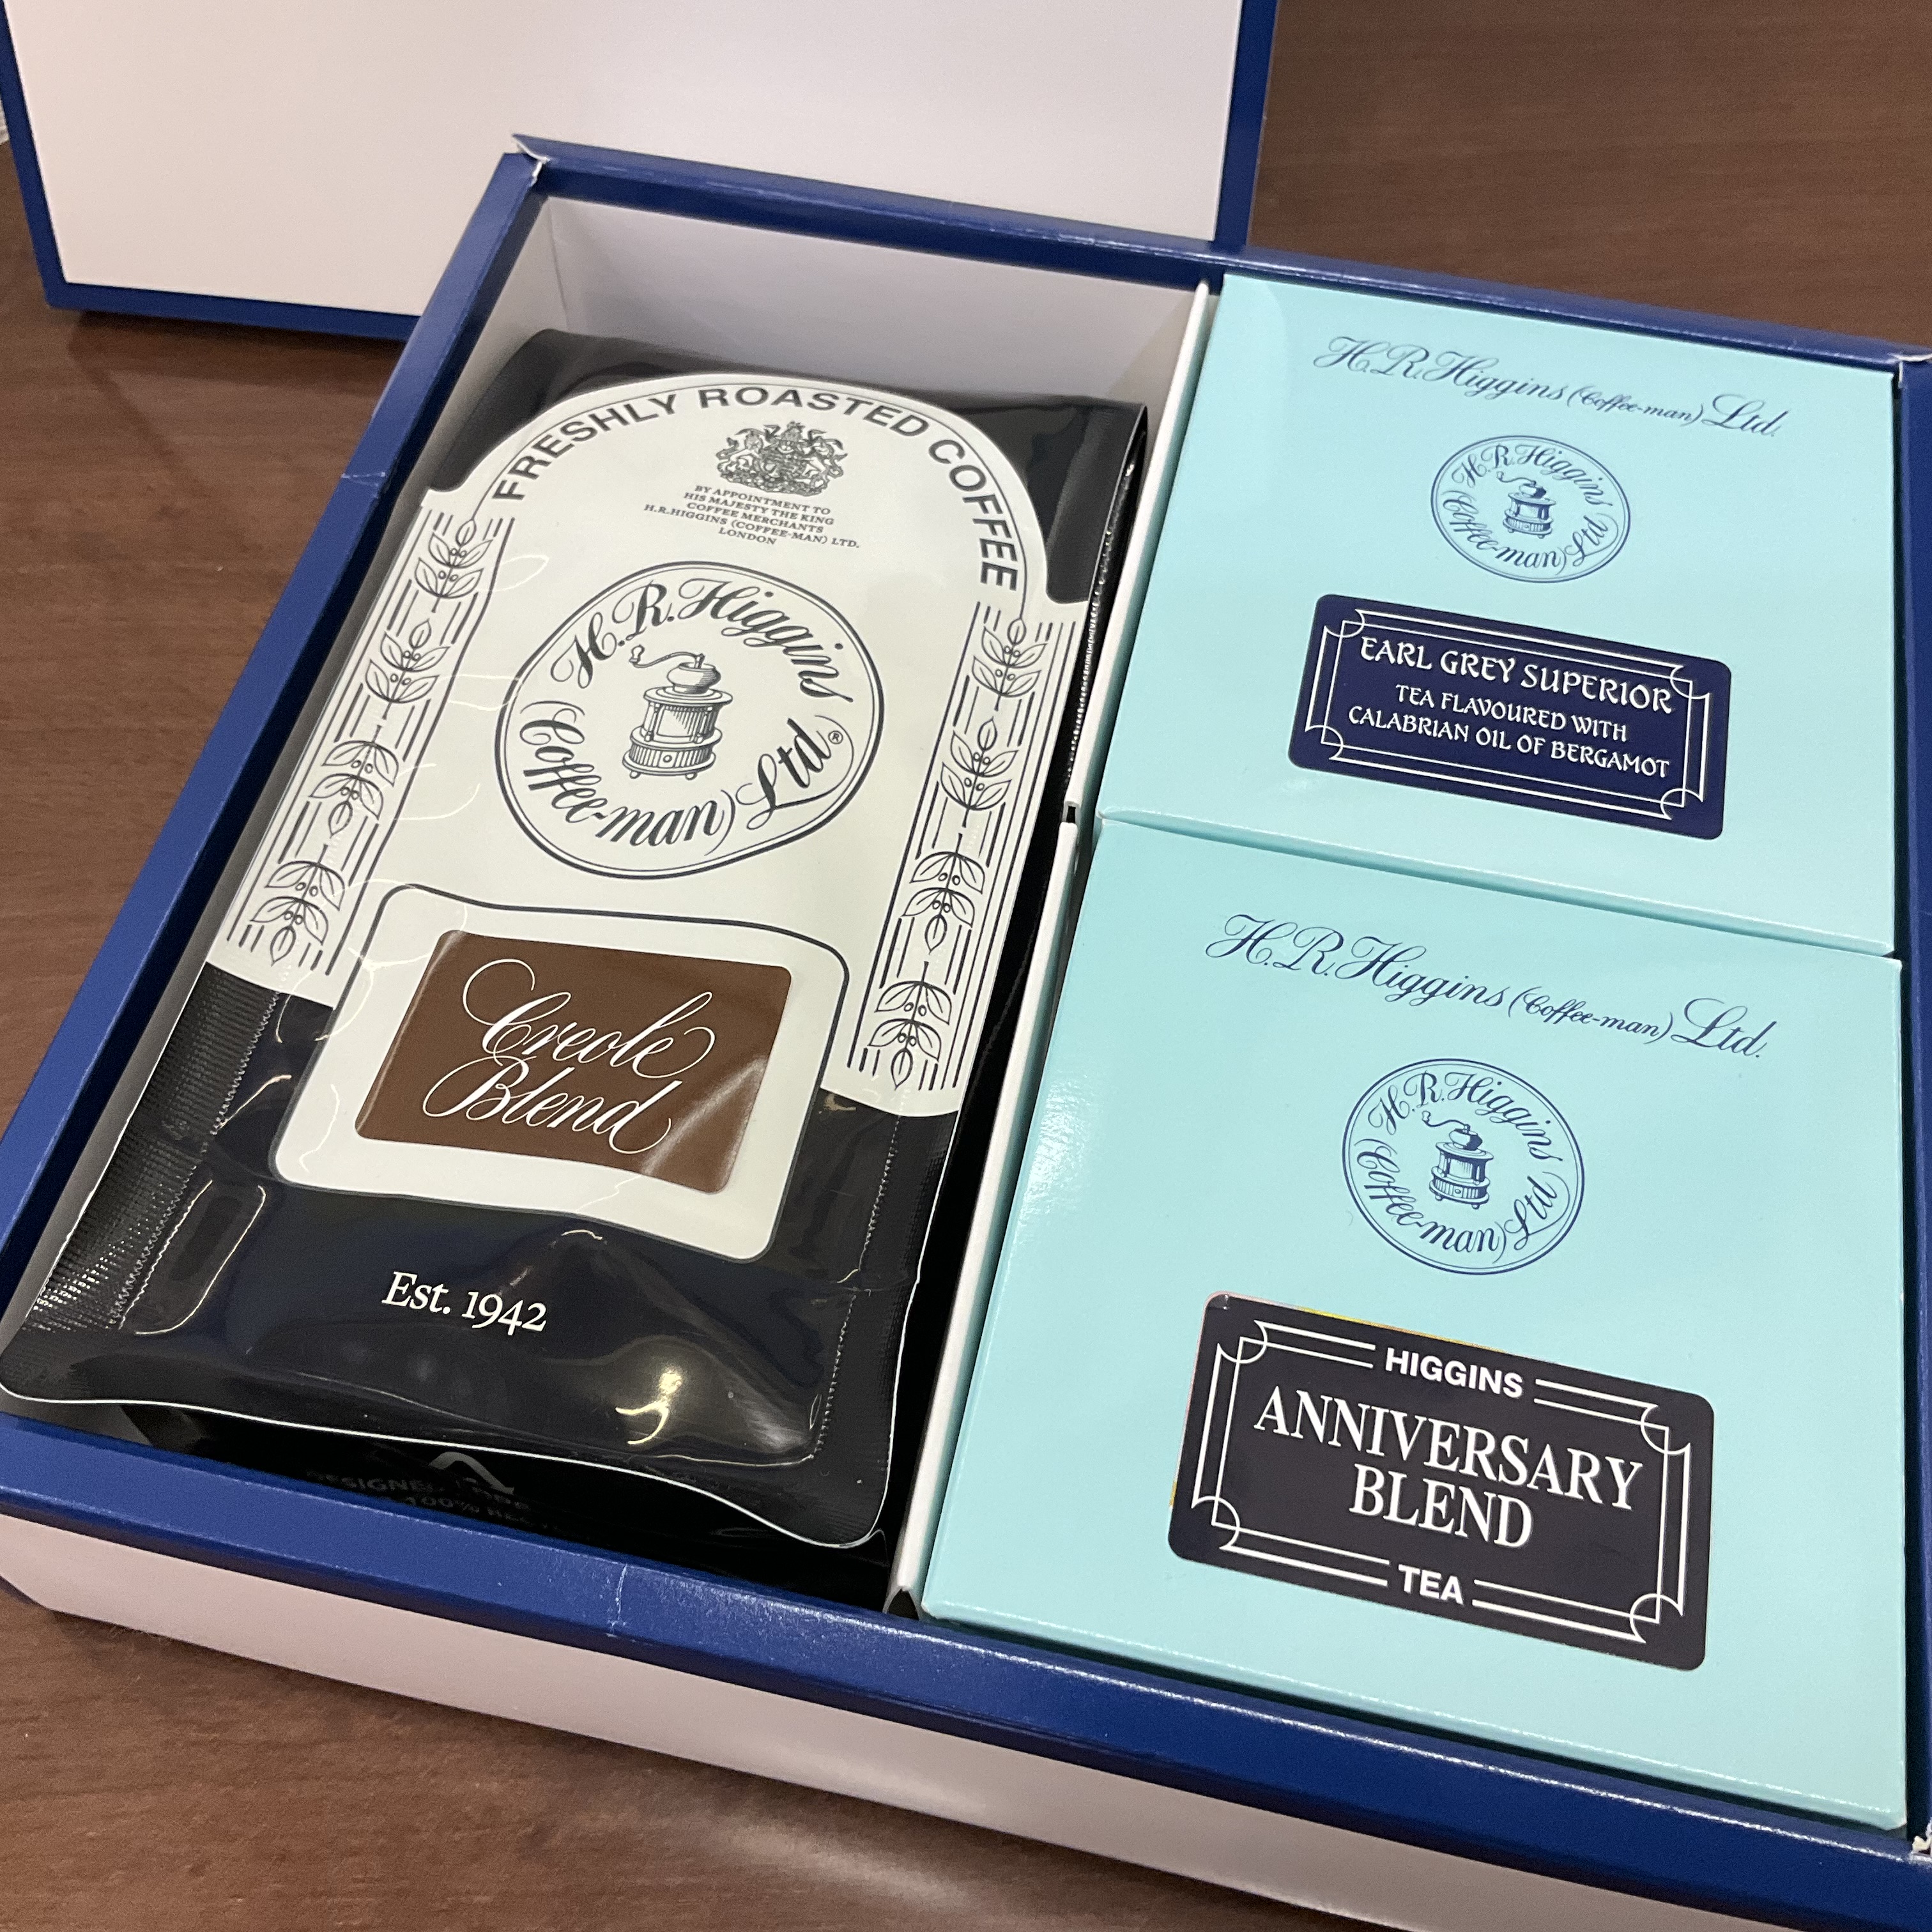 FRESHLY ROASTED COFFEE
BY APPOINTMENT TO
HIS MAJESTY THE KING
COFFEE MERCHANTS
H.R.HIGGINS (COFFEE-MAN) LTD.
LONDON
H.R.Higgins
(Coffee-man) Ltd®
Creole
Blend
Est. 1942
100%
H.R.Higgins (Coffee-man) Ltd.
H.R.Higgins
(Coffee-man) Ltd
EARL GREY SUPERIOR
TEA FLAVOURED WITH
CALABRIAN OIL OF BERGAMOT
H.R.Higgins (Coffee-man) Ltd.
H.R.Higgins
(Coffee-man) Ltd
HIGGINS
ANNIVERSARY
BLEND
TEA